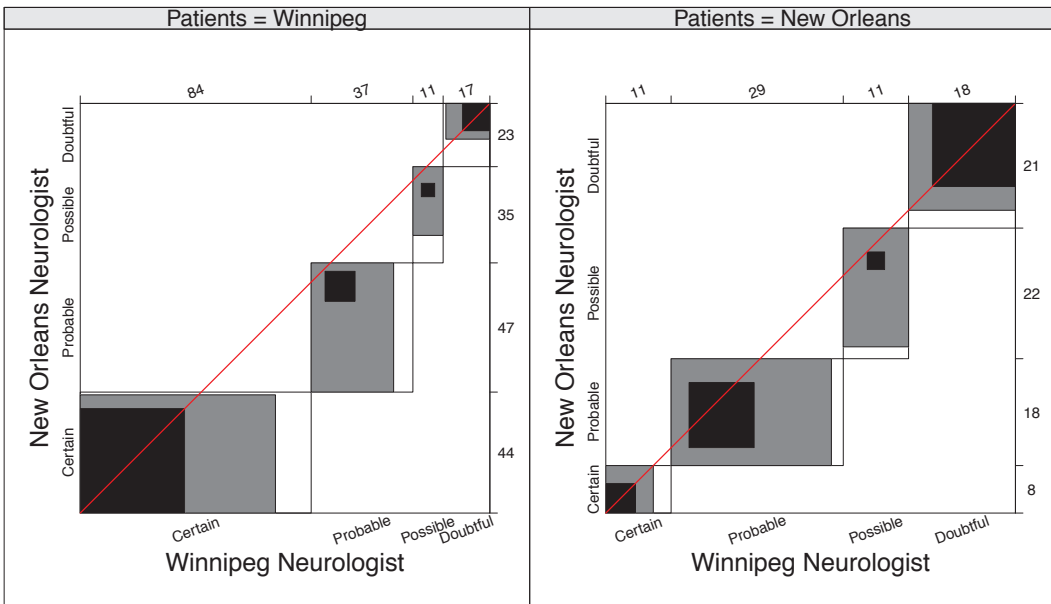 Patients = Winnipeg
84 37 11 17
New Orleans Neurologist
Doubtful
Possible
Probable
Certain
23
35
47
44
Certain Probable Possible Doubtful
Winnipeg Neurologist
Patients = New Orleans
11 29 11 18
New Orleans Neurologist
Doubtful
Possible
Probable
Certain
21
22
18
8
Certain Probable Possible Doubtful
Winnipeg Neurologist